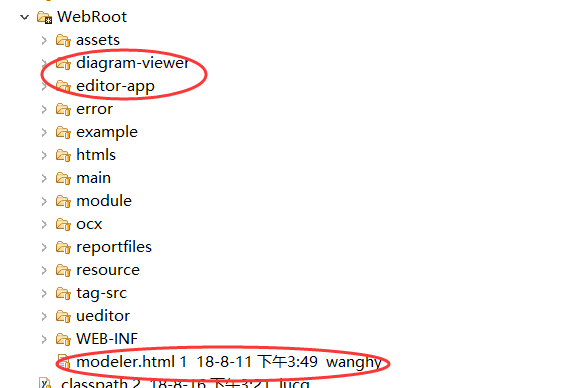 WebRoot
assets
diagram-viewer
editor-app
error
example
htmls
main
module
ocx
reportfiles
resource
tag-src
ueditor
WEB-INF
modeler.html 1 18-8-11 下午3:49 wanghy
.classpath 2 18-8-16 下午3:21